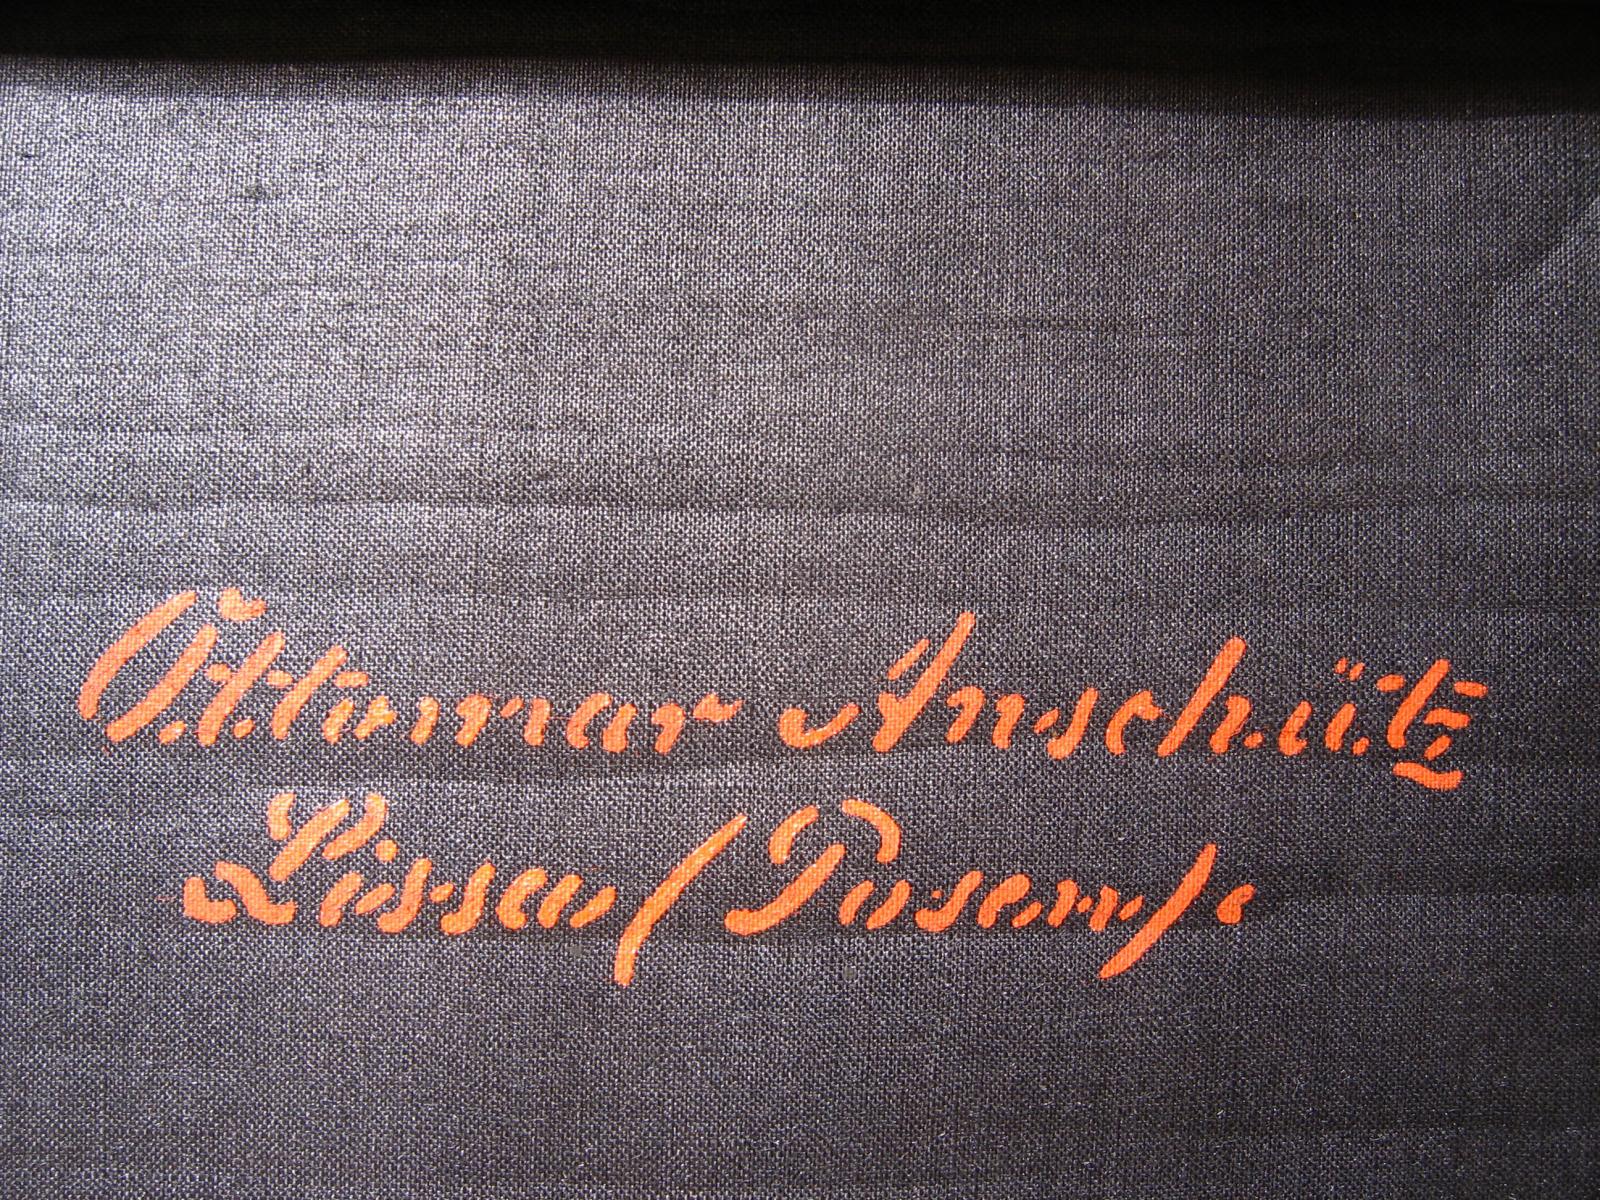 Ottomar Anschütz
Lissa (Posen).